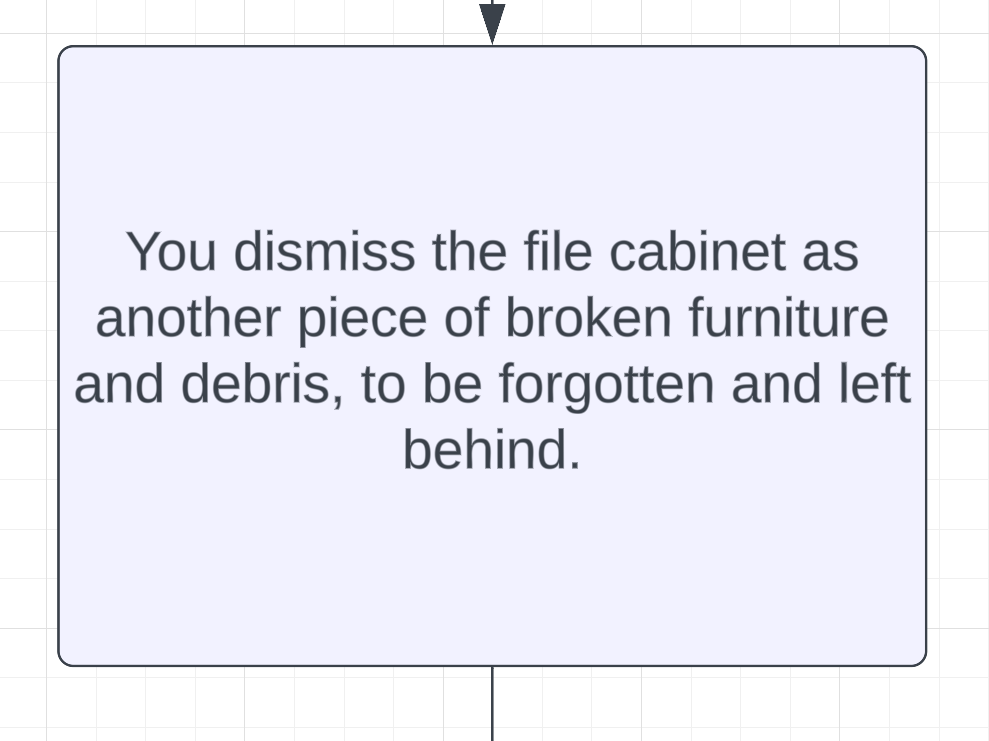 You dismiss the file cabinet as
another piece of broken furniture
and debris, to be forgotten and left
behind.